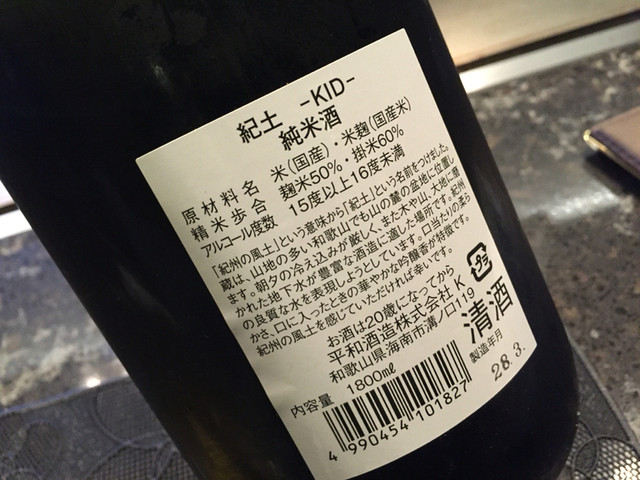 紀土 -KID-
純米酒
原材料名 米(国産)・米麹(国産米)
精米歩合 麹米50%・掛米60%
アルコール度数 15度以上16度未満
「紀州の風土」という意味から「紀土」という名前をつけました。
蔵は、山地の多い和歌山でも山の麓の盆地に位置し
ます。朝夕の冷え込みが厳しく、また木や山、大地に磨
かれた地下水が豊富な酒造に適した場所です。紀州
の良質な水を表現しようとしています。口当たりの柔ら
かさ、口に入ったときの華やかな吟醸香が特徴です。
紀州の風土を感じていただければ幸いです。
お酒は20歳になってから
平和酒造株式会社 K
和歌山県海南市溝ノ口119
内容量 1800ml
清酒
製造年月
28.3.
4 990454 101827